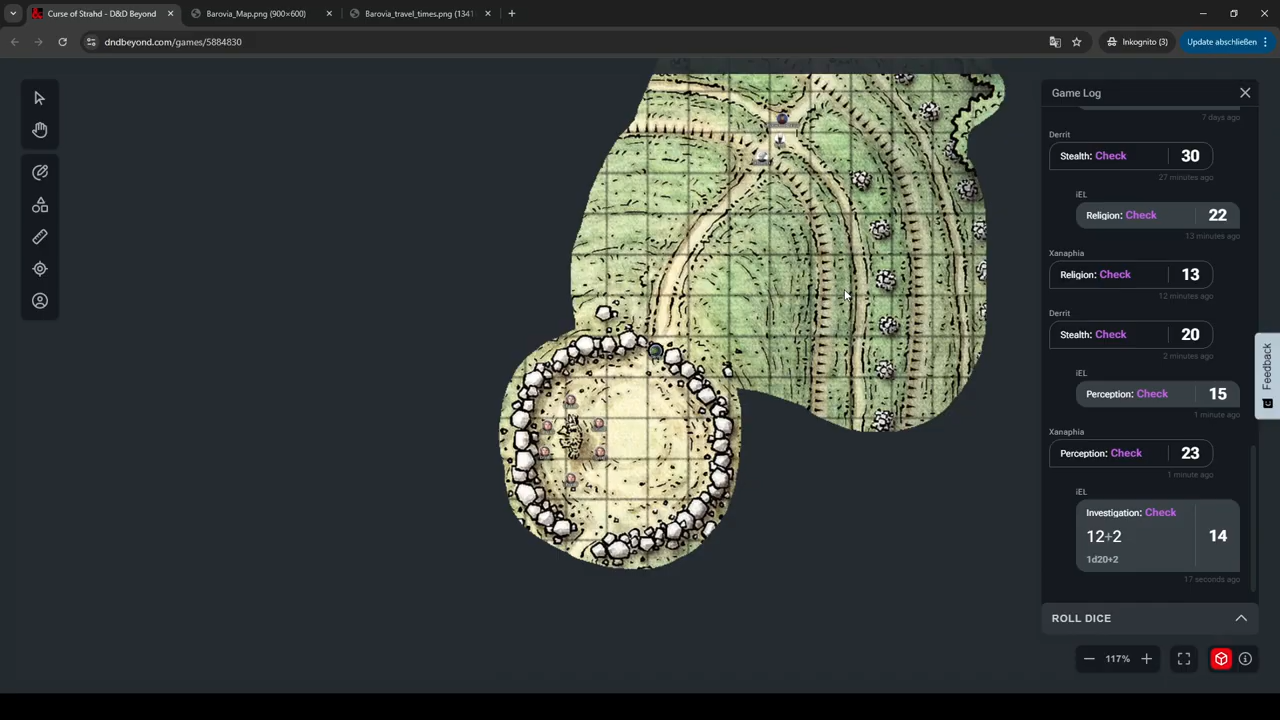 Curse of Strahd - D&D Beyond
Barovia_Map.png (900×600)
Barovia_travel_times.png (1341
dndbeyond.com/games/5884830
Inkognito (3)
Update abschließen
Game Log
7 days ago
Derrit
Stealth: Check 30
27 minutes ago
iEL
Religion: Check 22
13 minutes ago
Xanaphia
Religion: Check 13
12 minutes ago
Derrit
Stealth: Check 20
2 minutes ago
iEL
Perception: Check 15
1 minute ago
Xanaphia
Perception: Check 23
1 minute ago
iEL
Investigation: Check
12+2 14
1d20+2
17 seconds ago
ROLL DICE
117%
Feedback